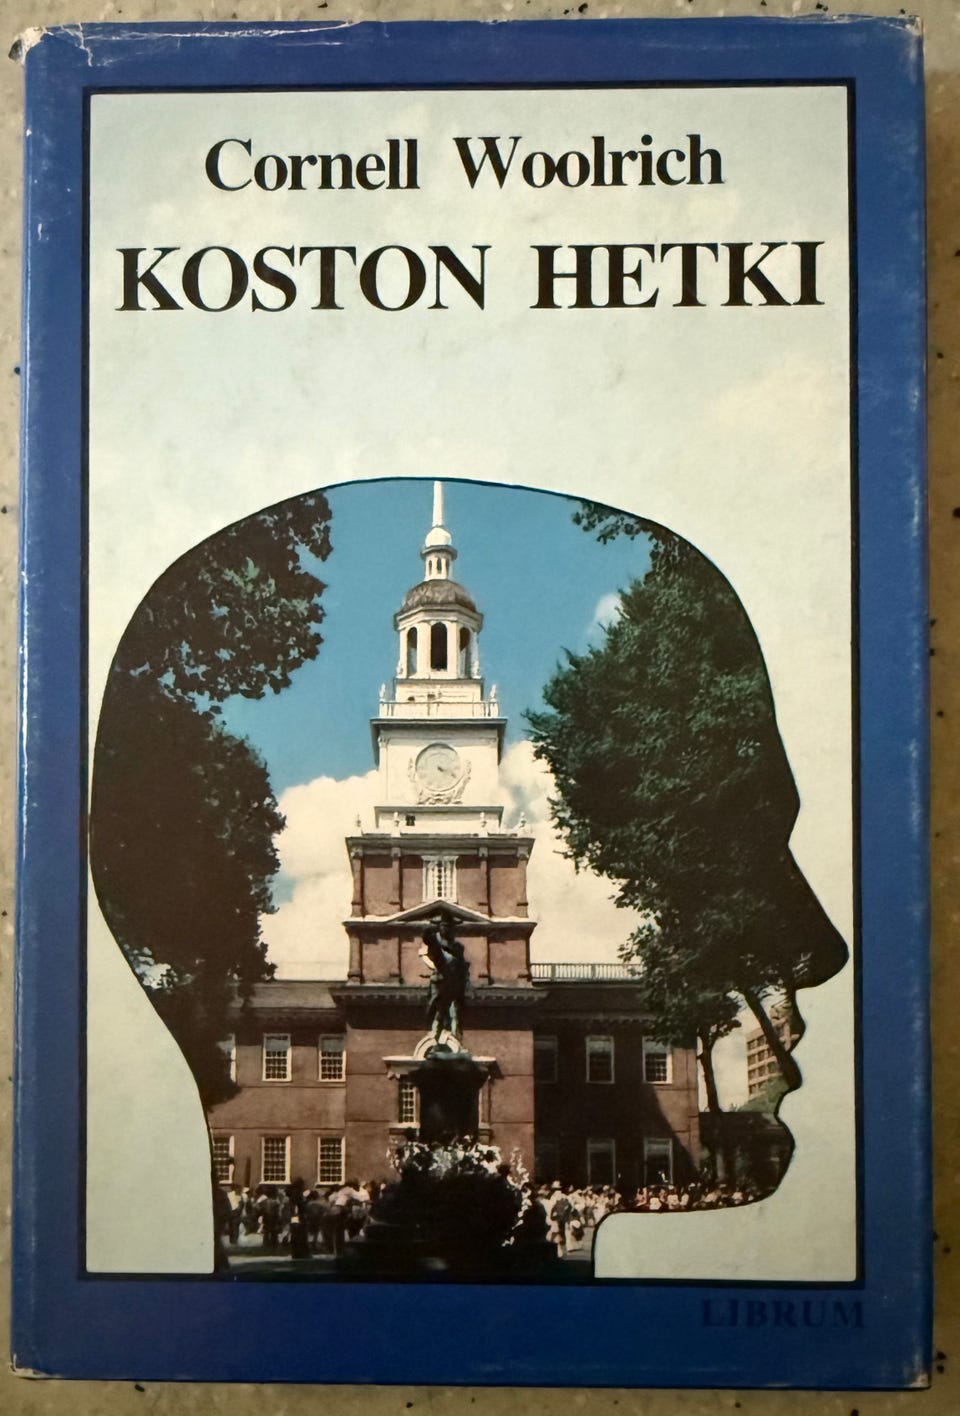 Cornell Woolrich
KOSTON HETKI
LIBRUM